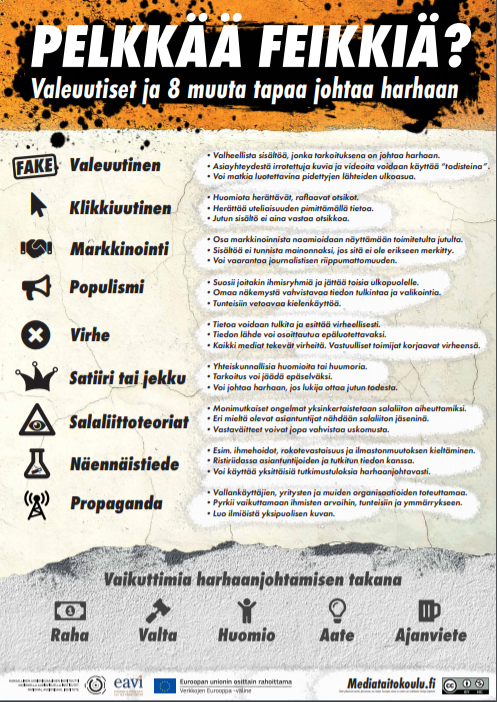 PELKKÄÄ FEIKKIÄ?
Valeuutiset ja 8 muuta tapaa johtaa harhaan
FAKE
Valeuutinen
• Valheellista sisältöä, jonka tarkoituksena on johtaa harhaan.
• Asiayhteydestä irrotettuja kuvia ja videoita voidaan käyttää "todisteina".
• Voi matkia luotettavina pidettyjen lähteiden ulkoasua.
Klikkiuutinen
• Huomiota herättävät, raflaavat otsikot.
• Herättää uteliaisuuden pimittämällä tietoa.
• Jutun sisältö ei aina vastaa otsikkoa.
Markkinointi
• Osa markkinoinnista naamioidaan näyttämään toimitetulta jutulta.
• Sisältöä ei tunnista mainonnaksi, jos sitä ei ole erikseen merkitty.
• Voi vaarantaa journalistisen riippumattomuuden.
Populismi
• Suosii joitakin ihmisryhmiä ja jättää toisia ulkopuolelle.
• Omaa näkemystä vahvistavaa tiedon tulkintaa ja valikointia.
• Tunteisiin vetoavaa kielenkäyttöä.
Virhe
• Tietoa voidaan tulkita ja esittää virheellisesti.
• Tiedon lähde voi osoittautua epäluotettavaksi.
• Kaikki mediat tekevät virheitä. Vastuulliset toimijat korjaavat virheensä.
Satiiri tai jekku
• Yhteiskunnallisia huomioita tai huumoria.
• Tarkoitus voi jäädä epäselväksi.
• Voi johtaa harhaan, jos lukija ottaa jutun todesta.
Salaliittoteoriat
• Monimutkaiset ongelmat yksinkertaistetaan salaliiton aiheuttamiksi.
• Eri mieltä olevat asiantuntijat nähdään salaliiton jäseninä.
• Vastaväitteet voivat jopa vahvistaa uskomusta.
Näennäistiede
• Esim. ihmehoidot, rokotevastaisuus ja ilmastonmuutoksen kieltäminen.
• Ristiriidassa asiantuntijoiden ja tutkitun tiedon kanssa.
• Voi käyttää yksittäisiä tutkimustuloksia harhaanjohtavasti.
Propaganda
• Vallankäyttäjien, yritysten ja muiden organisaatioiden toteuttamaa.
• Pyrkii vaikuttamaan ihmisten arvoihin, tunteisiin ja ymmärrykseen.
• Luo ilmiöistä yksipuolisen kuvan.
Vaikuttimia harhaanjohtamisen takana
Raha
Valta
Huomio
Aate
Ajanviete
eavi
Euroopan unionin osittain rahoittama
Verkkojen Eurooppa -väline
Mediataitokoulu.fi